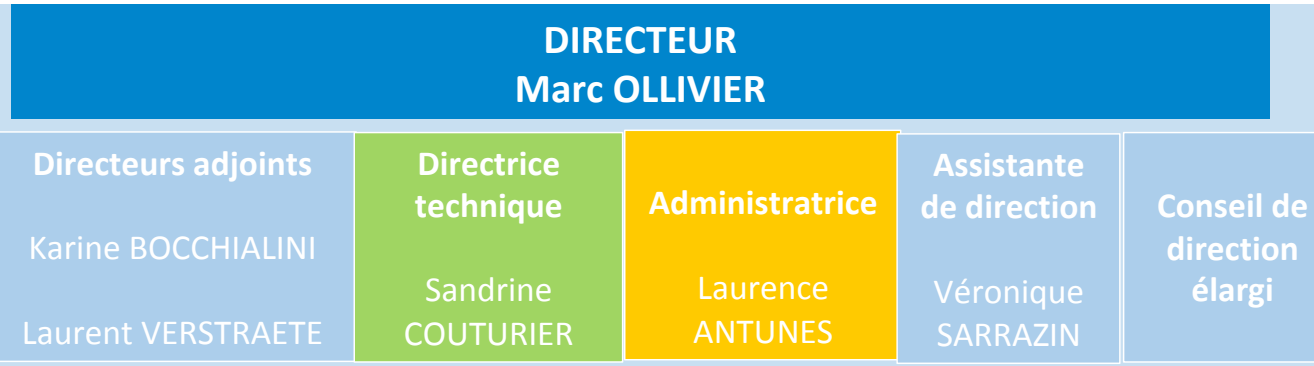 DIRECTEUR
Marc OLLIVIER
Directeurs adjoints
Karine BOCCHIALINI
Laurent VERSTRAETE
Directrice
technique
Sandrine
COUTURIER
Administratrice
Laurence
ANTUNES
Assistante
de direction
Véronique
SARRAZIN
Conseil de
direction
élargi